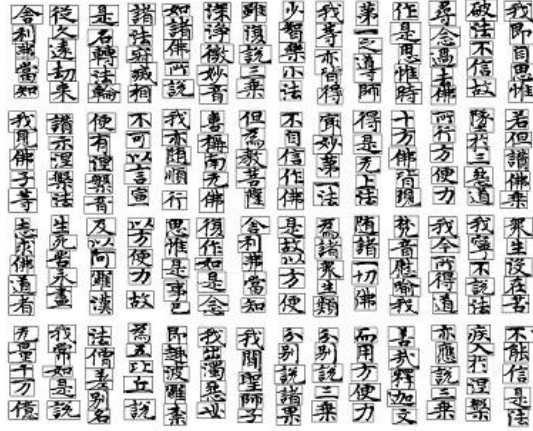 我即自思惟若但讚佛乘衆生没在苦不能信是法
破法不信故墜於三惡道我寧不說法疾入於涅槃
尋念過去佛所行方便力我今所得道亦應說三乘
作是思惟時十方佛皆現梵音慰喻我善哉釋迦文
第一之導師得是无上法隨諸一切佛而用方便力
我等亦皆得㝡妙第一法爲諸衆生類分別說三乘
少智樂小法不自信作佛是故以方便分別說諸果
雖復說三乘但爲教菩薩舍利弗當知我聞聖師子
深淨微妙音喜稱南无佛復作如是念我出濁惡世
如諸佛所說我亦隨順行思惟是事已即趣波羅柰
諸法寂滅相不可以言宣以方便力故爲五比丘說
是名轉法輪便有涅槃音及以阿羅漢法僧差別名
從久遠劫來讚示涅槃法生死苦永盡我常如是說
舍利弗當知我見佛子等志求佛道者无量千万億